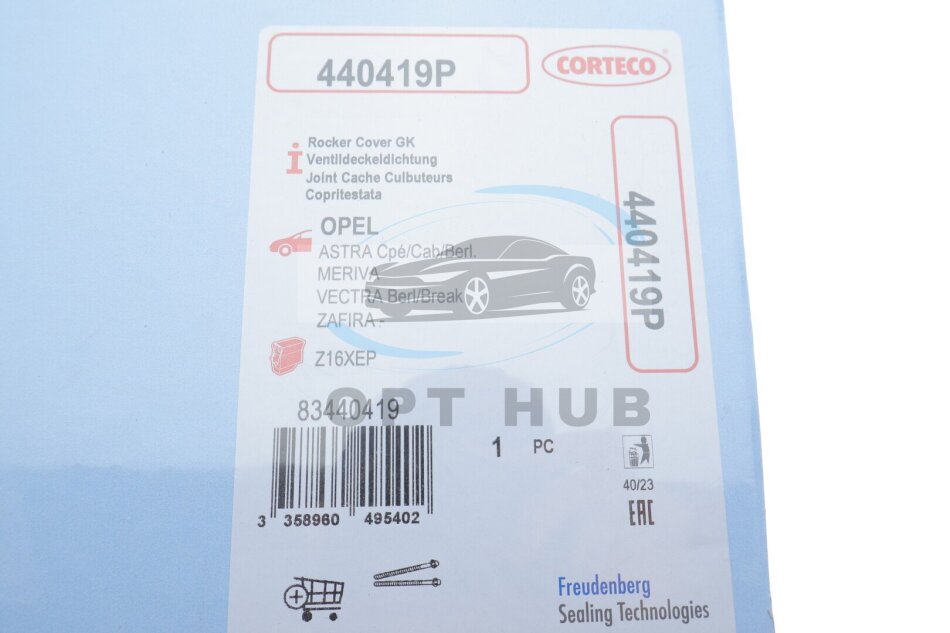 440419P
CORTECO
Rocker Cover GK
Ventildeckeldichtung
Joint Cache Culbuteurs
Copritestata
440419P
OPEL
ASTRA Cpé/Cab/Berl.
MERIVA
VECTRA Berl/Break
ZAFIRA -
Z16XEP
OPT HUB
83440419
1 PC
40/23
EAC
3 358960 495402
Freudenberg
Sealing Technologies